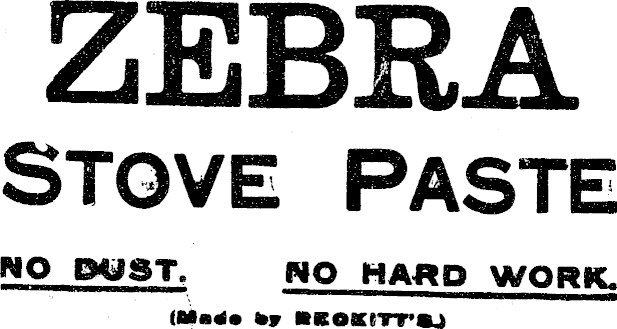 ZEBRA
STOVE PASTE
NO DUST. NO HARD WORK.
(Made by RECKITT'S.)